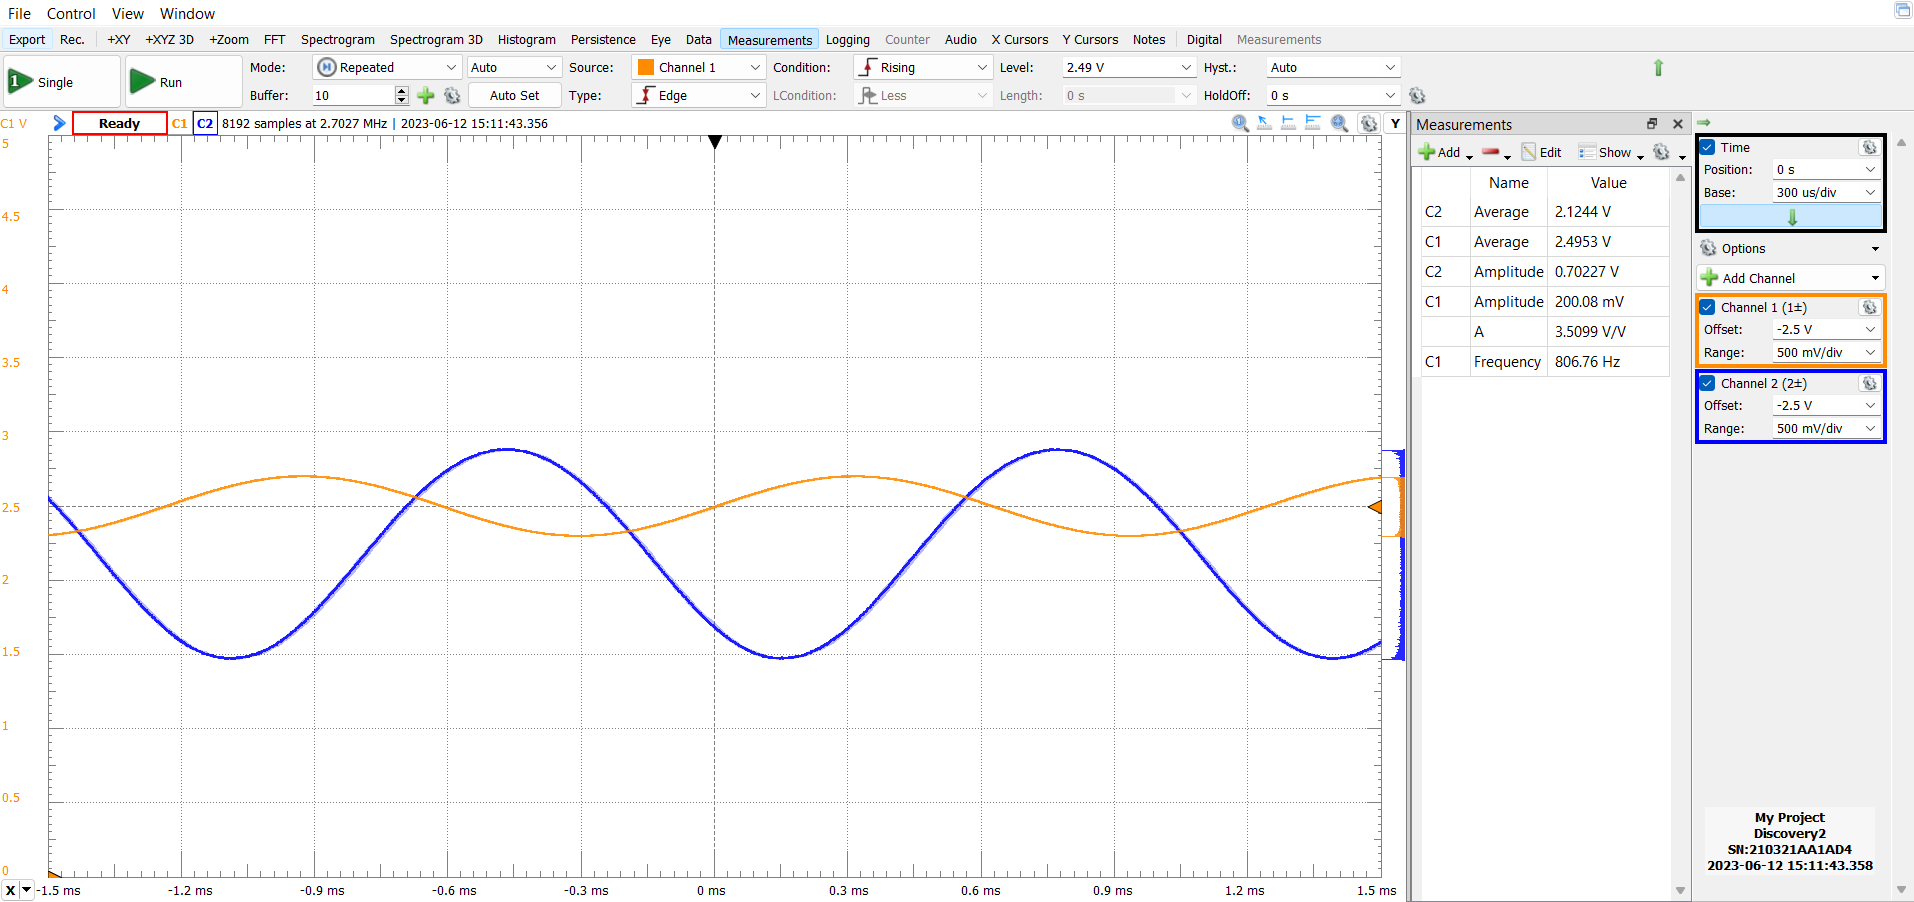 File Control View Window
Export Rec. +XY +XYZ 3D +Zoom FFT Spectrogram Spectrogram 3D Histogram Persistence Eye Data Measurements Logging Counter Audio X Cursors Y Cursors Notes Digital Measurements
1 Single Run Mode: Repeated Auto Source: Channel 1 Condition: Rising Level: 2.49 V Hyst.: Auto
Buffer: 10 Auto Set Type: Edge LCondition: Less Length: 0 s HoldOff: 0 s
C1 V Ready C1 C2 8192 samples at 2.7027 MHz | 2023-06-12 15:11:43.356 Y
5
4.5
4
3.5
3
2.5
2
1.5
1
0.5
0
X -1.5 ms -1.2 ms -0.9 ms -0.6 ms -0.3 ms 0 ms 0.3 ms 0.6 ms 0.9 ms 1.2 ms 1.5 ms
Measurements
Add Edit Show
Name Value
C2 Average 2.1244 V
C1 Average 2.4953 V
C2 Amplitude 0.70227 V
C1 Amplitude 200.08 mV
A 3.5099 V/V
C1 Frequency 806.76 Hz
Time
Position: 0 s
Base: 300 us/div
Options
Add Channel
Channel 1 (1±)
Offset: -2.5 V
Range: 500 mV/div
Channel 2 (2±)
Offset: -2.5 V
Range: 500 mV/div
My Project
Discovery2
SN:210321AA1AD4
2023-06-12 15:11:43.358